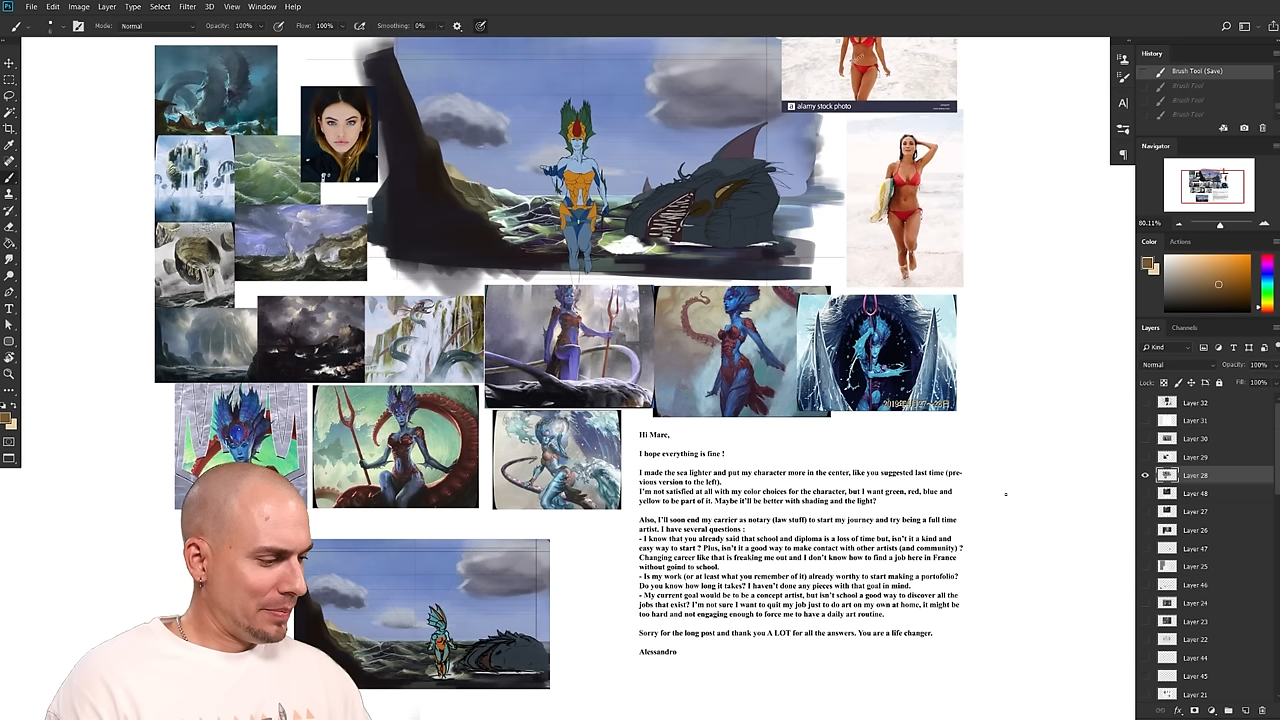 File Edit Image Layer Type Select Filter 3D View Window Help
Mode: Normal Opacity: 100% Flow: 100% Smoothing: 0%
History
Brush Tool (Save)
Brush Tool
Brush Tool
Brush Tool
Navigator
80.11%
Color Actions
Layers Channels
Kind
Normal Opacity: 100%
Lock: Fill: 100%
Layer 32
Layer 31
Layer 30
Layer 29
Layer 28
Layer 48
Layer 27
Layer 26
Layer 47
Layer 25
Layer 46
Layer 24
Layer 23
Layer 22
Layer 44
Layer 45
Layer 21
a alamy stock photo
Hi Marc,
I hope everything is fine !
I made the sea lighter and put my character more in the center, like you suggested last time (pre-
vious version to the left).
I'm not satisfied at all with my color choices for the character, but I want green, red, blue and
yellow to be part of it. Maybe it'll be better with shading and the light?
Also, I'll soon end my carrier as notary (law stuff) to start my journey and try being a full time
artist. I have several questions :
- I know that you already said that school and diploma is a loss of time but, isn't it a kind and
easy way to start ? Plus, isn't it a good way to make contact with other artists (and community) ?
Changing career like that is freaking me out and I don't know how to find a job here in France
without goind to school.
- Is my work (or at least what you remember of it) already worthy to start making a portofolio?
Do you know how long it takes? I haven't done any pieces with that goal in mind.
- My current goal would be to be a concept artist, but isn't school a good way to discover all the
jobs that exist? I'm not sure I want to quit my job just to do art on my own at home, it might be
too hard and not engaging enough to force me to have a daily art routine.
Sorry for the long post and thank you A LOT for all the answers. You are a life changer.
Alessandro